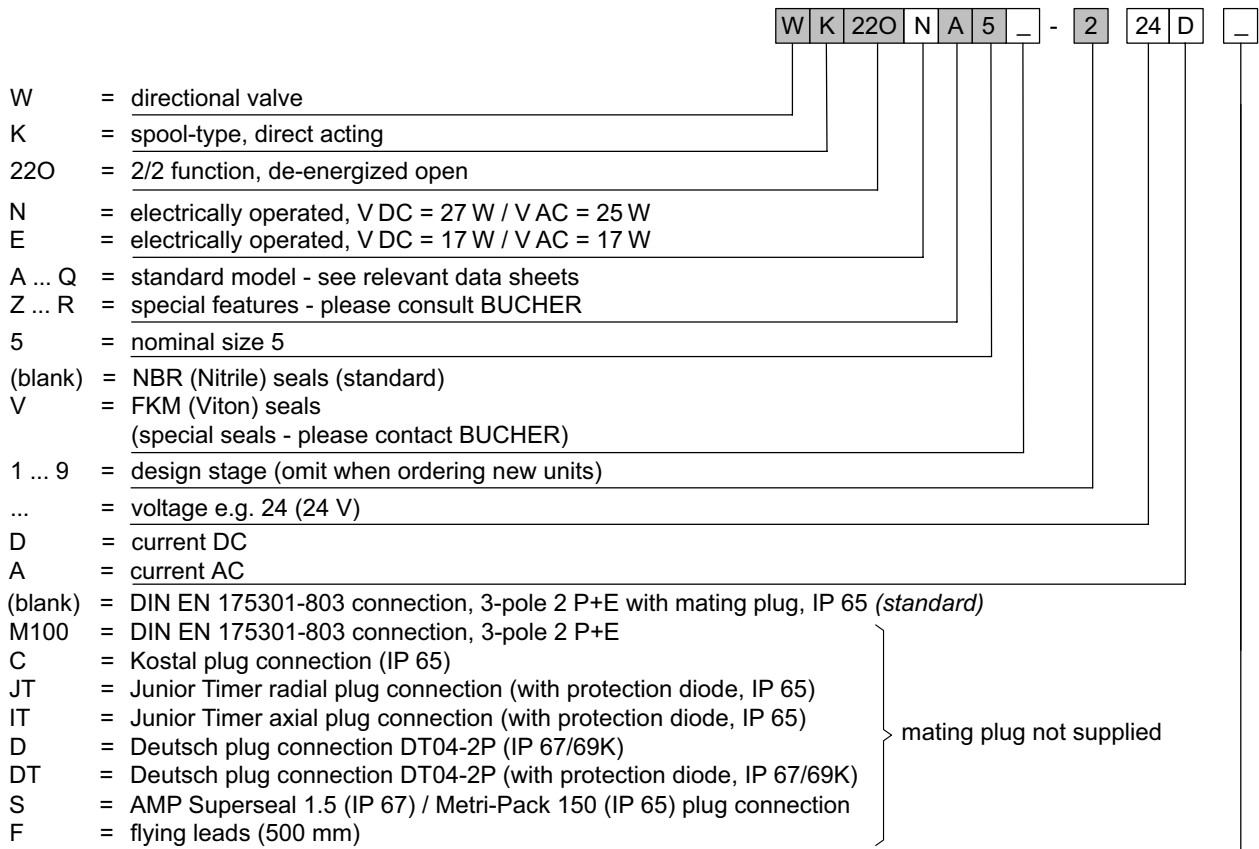 W K 22O N A 5 _ - 2 24 D _
W = directional valve
K = spool-type, direct acting
22O = 2/2 function, de-energized open
N = electrically operated, V DC = 27 W / V AC = 25 W
E = electrically operated, V DC = 17 W / V AC = 17 W
A ... Q = standard model - see relevant data sheets
Z ... R = special features - please consult BUCHER
5 = nominal size 5
(blank) = NBR (Nitrile) seals (standard)
V = FKM (Viton) seals
(special seals - please contact BUCHER)
1 ... 9 = design stage (omit when ordering new units)
... = voltage e.g. 24 (24 V)
D = current DC
A = current AC
(blank) = DIN EN 175301-803 connection, 3-pole 2 P+E with mating plug, IP 65 (standard)
M100 = DIN EN 175301-803 connection, 3-pole 2 P+E
C = Kostal plug connection (IP 65)
JT = Junior Timer radial plug connection (with protection diode, IP 65)
IT = Junior Timer axial plug connection (with protection diode, IP 65)
mating plug not supplied
D = Deutsch plug connection DT04-2P (IP 67/69K)
DT = Deutsch plug connection DT04-2P (with protection diode, IP 67/69K)
S = AMP Superseal 1.5 (IP 67) / Metri-Pack 150 (IP 65) plug connection
F = flying leads (500 mm)